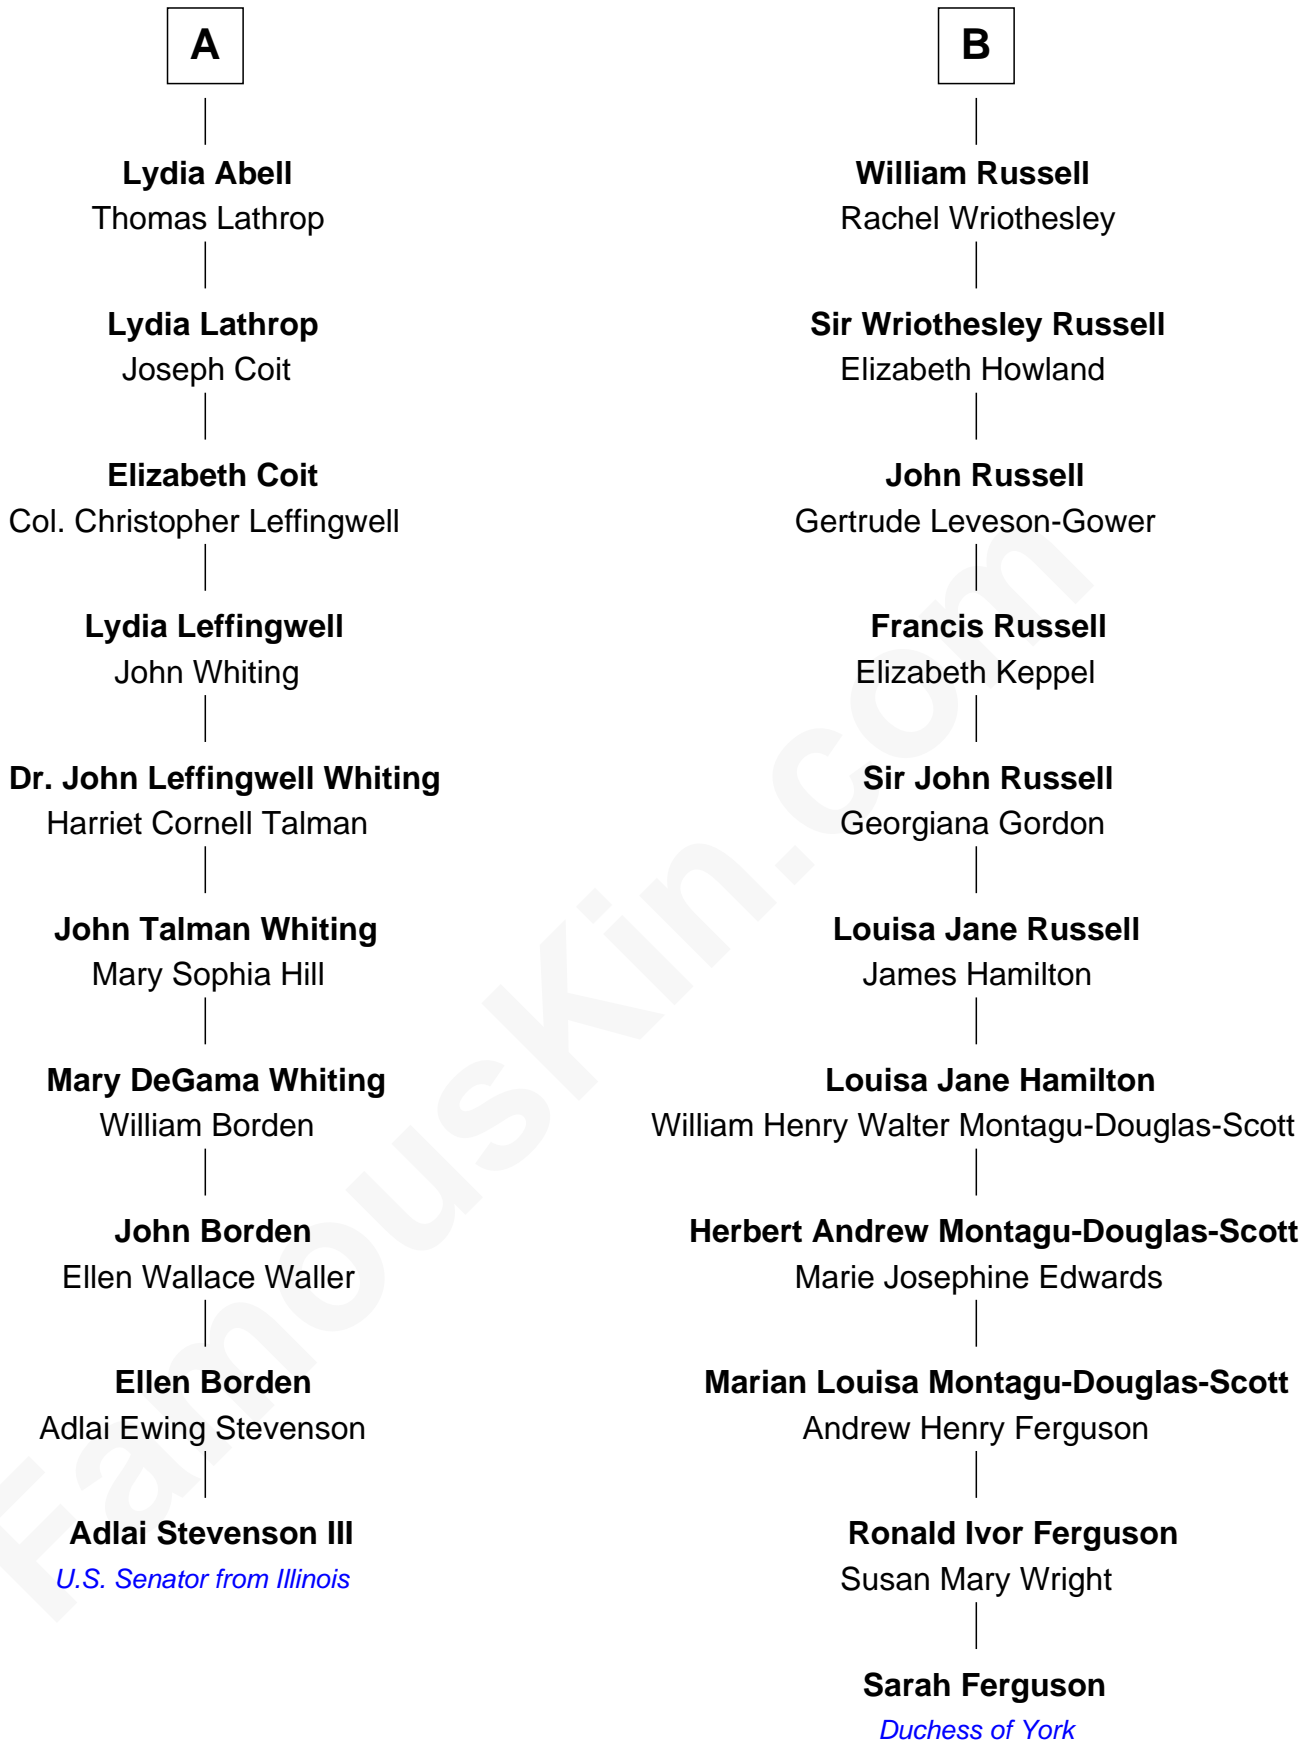 A
Lydia Abell
Thomas Lathrop
Lydia Lathrop
Joseph Coit
Elizabeth Coit
Col. Christopher Leffingwell
Lydia Leffingwell
John Whiting
Dr. John Leffingwell Whiting
Harriet Cornell Talman
John Talman Whiting
Mary Sophia Hill
Mary DeGama Whiting
William Borden
John Borden
Ellen Wallace Waller
Ellen Borden
Adlai Ewing Stevenson
Adlai Stevenson III
U.S. Senator from Illinois
B
William Russell
Rachel Wriothesley
Sir Wriothesley Russell
Elizabeth Howland
John Russell
Gertrude Leveson-Gower
Francis Russell
Elizabeth Keppel
Sir John Russell
Georgiana Gordon
Louisa Jane Russell
James Hamilton
Louisa Jane Hamilton
William Henry Walter Montagu-Douglas-Scott
Herbert Andrew Montagu-Douglas-Scott
Marie Josephine Edwards
Marian Louisa Montagu-Douglas-Scott
Andrew Henry Ferguson
Ronald Ivor Ferguson
Susan Mary Wright
Sarah Ferguson
Duchess of York
FamousKin.com